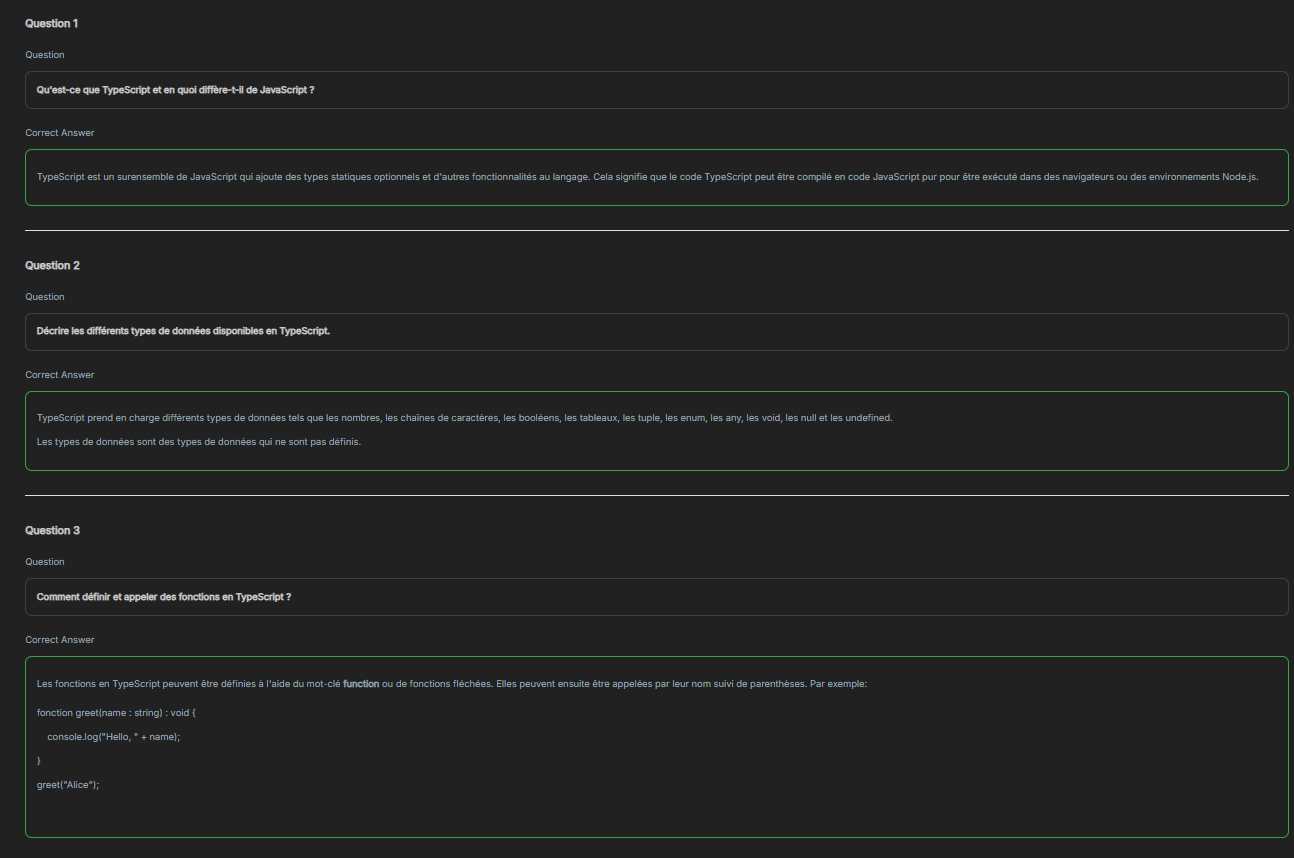 Question 1
Question
Qu'est-ce que TypeScript et en quoi diffère-t-il de JavaScript ?
Correct Answer
TypeScript est un surensemble de JavaScript qui ajoute des types statiques optionnels et d'autres fonctionnalités au langage. Cela signifie que le code TypeScript peut être compilé en code JavaScript pur pour être exécuté dans des navigateurs ou des environnements Node.js.
Question 2
Question
Décrire les différents types de données disponibles en TypeScript.
Correct Answer
TypeScript prend en charge différents types de données tels que les nombres, les chaînes de caractères, les booléens, les tableaux, les tuple, les enum, les any, les void, les null et les undefined.
Les types de données sont des types de données qui ne sont pas définis.
Question 3
Question
Comment définir et appeler des fonctions en TypeScript ?
Correct Answer
Les fonctions en TypeScript peuvent être définies à l'aide du mot-clé function ou de fonctions fléchées. Elles peuvent ensuite être appelées par leur nom suivi de parenthèses. Par exemple:
fonction greet(name : string) : void {
console.log("Hello, " + name);
}
greet("Alice");